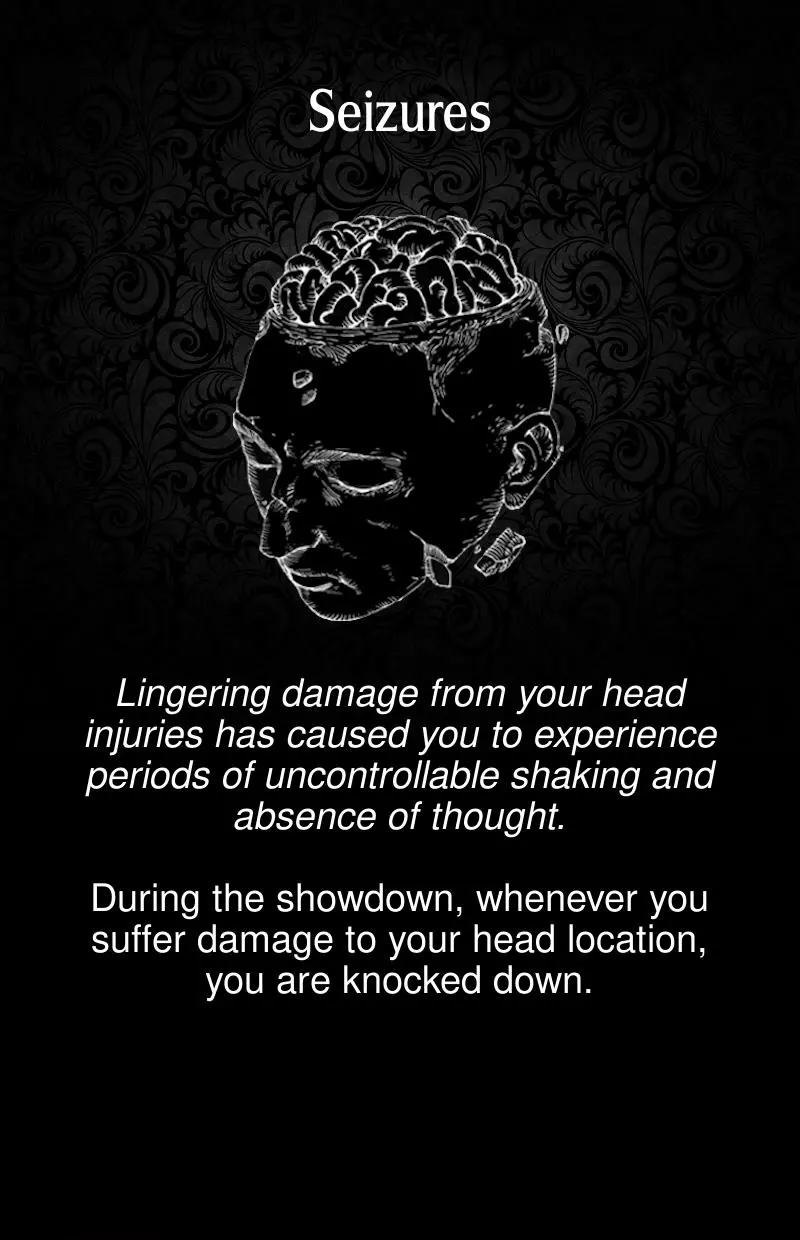 Seizures
Lingering damage from your head
injuries has caused you to experience
periods of uncontrollable shaking and
absence of thought.
During the showdown, whenever you
suffer damage to your head location,
you are knocked down.